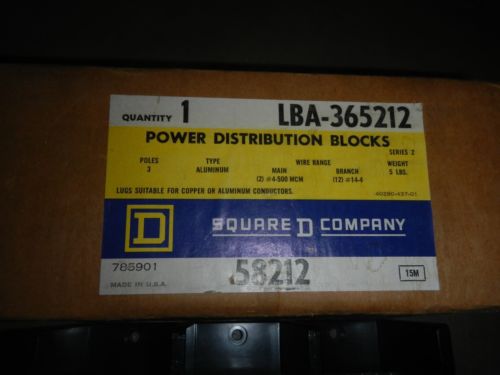 QUANTITY 1 LBA-365212
POWER DISTRIBUTION BLOCKS
SERIES 2
POLES TYPE WIRE RANGE WEIGHT
3 ALUMINUM MAIN BRANCH 5 LBS.
(2) #4-500 MCM (12) #14-4
LUGS SUITABLE FOR COPPER OR ALUMINUM CONDUCTORS.
40280-437-01
D SQUARE D COMPANY
785901 58212
MADE IN U.S.A. 15M